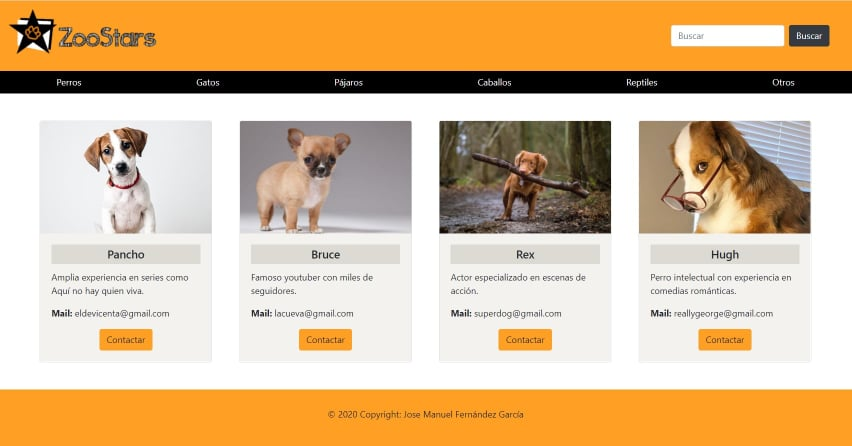 ZooStars
Buscar
Buscar
Perros
Gatos
Pájaros
Caballos
Reptiles
Otros
Pancho
Amplia experiencia en series como
Aquí no hay quien viva.
Mail: eldevicenta@gmail.com
Contactar
Bruce
Famoso youtuber con miles de
seguidores.
Mail: lacueva@gmail.com
Contactar
Rex
Actor especializado en escenas de
acción.
Mail: superdog@gmail.com
Contactar
Hugh
Perro intelectual con experiencia en
comedias románticas.
Mail: reallygeorge@gmail.com
Contactar
© 2020 Copyright: Jose Manuel Fernández García